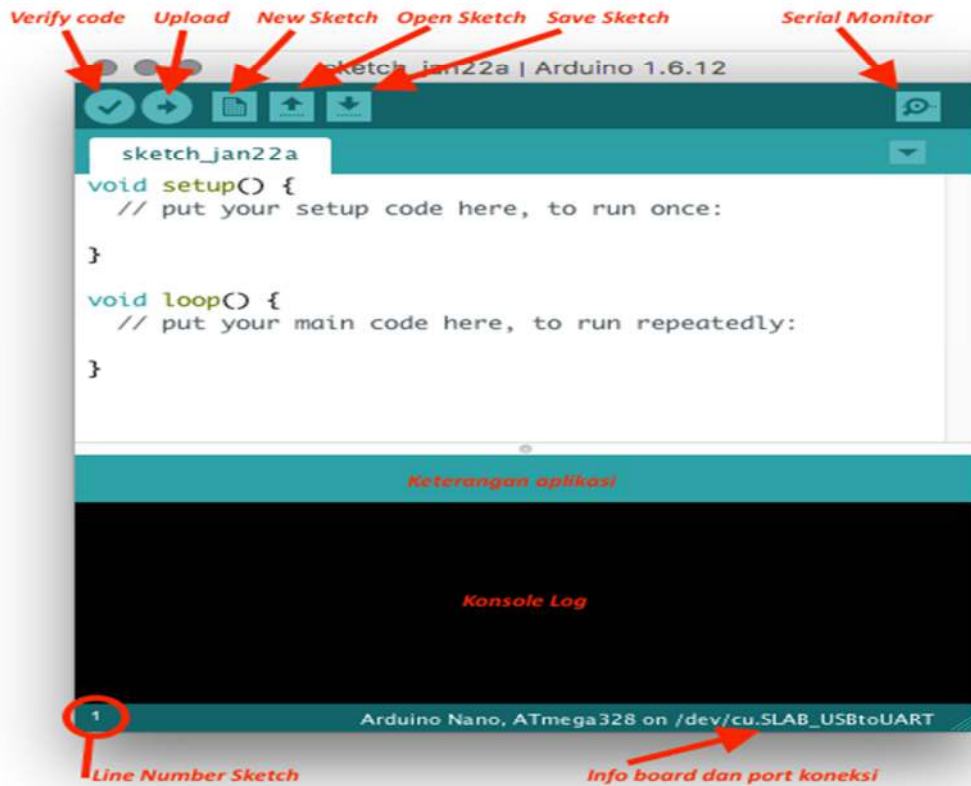 Verify code Upload New Sketch Open Sketch Save Sketch Serial Monitor
sketch_jan22a | Arduino 1.6.12
sketch_jan22a
void setup() {
// put your setup code here, to run once:
}
void loop() {
// put your main code here, to run repeatedly:
}
Keterangan aplikasi
Konsole Log
1 Arduino Nano, ATmega328 on /dev/cu.SLAB_USBtoUART
Line Number Sketch Info board dan port koneksi